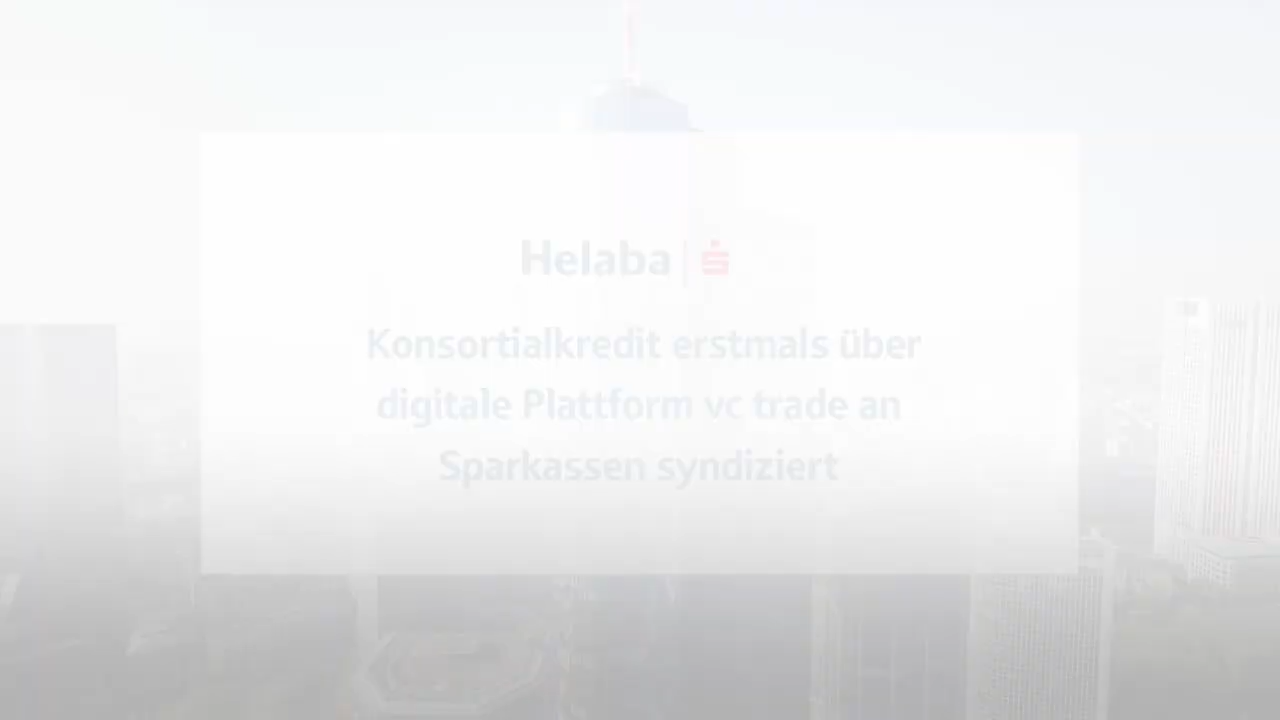 Helaba
Konsortialkredit erstmals über
digitale Plattform vc trade an
Sparkassen syndiziert